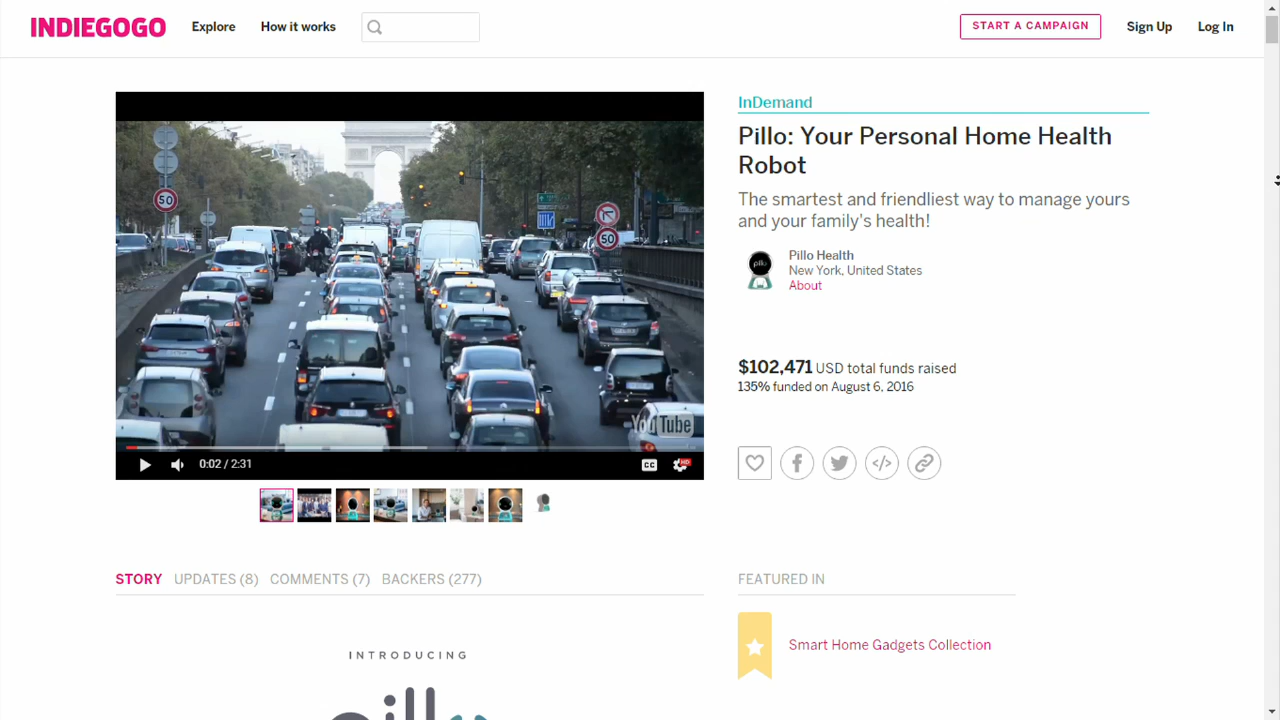 INDIEGOGO
Explore
How it works
START A CAMPAIGN
Sign Up
Log In
50
50
YouTube
0:02 / 2:31
CC
HD
InDemand
Pillo: Your Personal Home Health
Robot
The smartest and friendliest way to manage yours
and your family's health!
pillo
Pillo Health
New York, United States
About
$102,471 USD total funds raised
135% funded on August 6, 2016
STORY
UPDATES (8)
COMMENTS (7)
BACKERS (277)
FEATURED IN
Smart Home Gadgets Collection
INTRODUCING
pillo